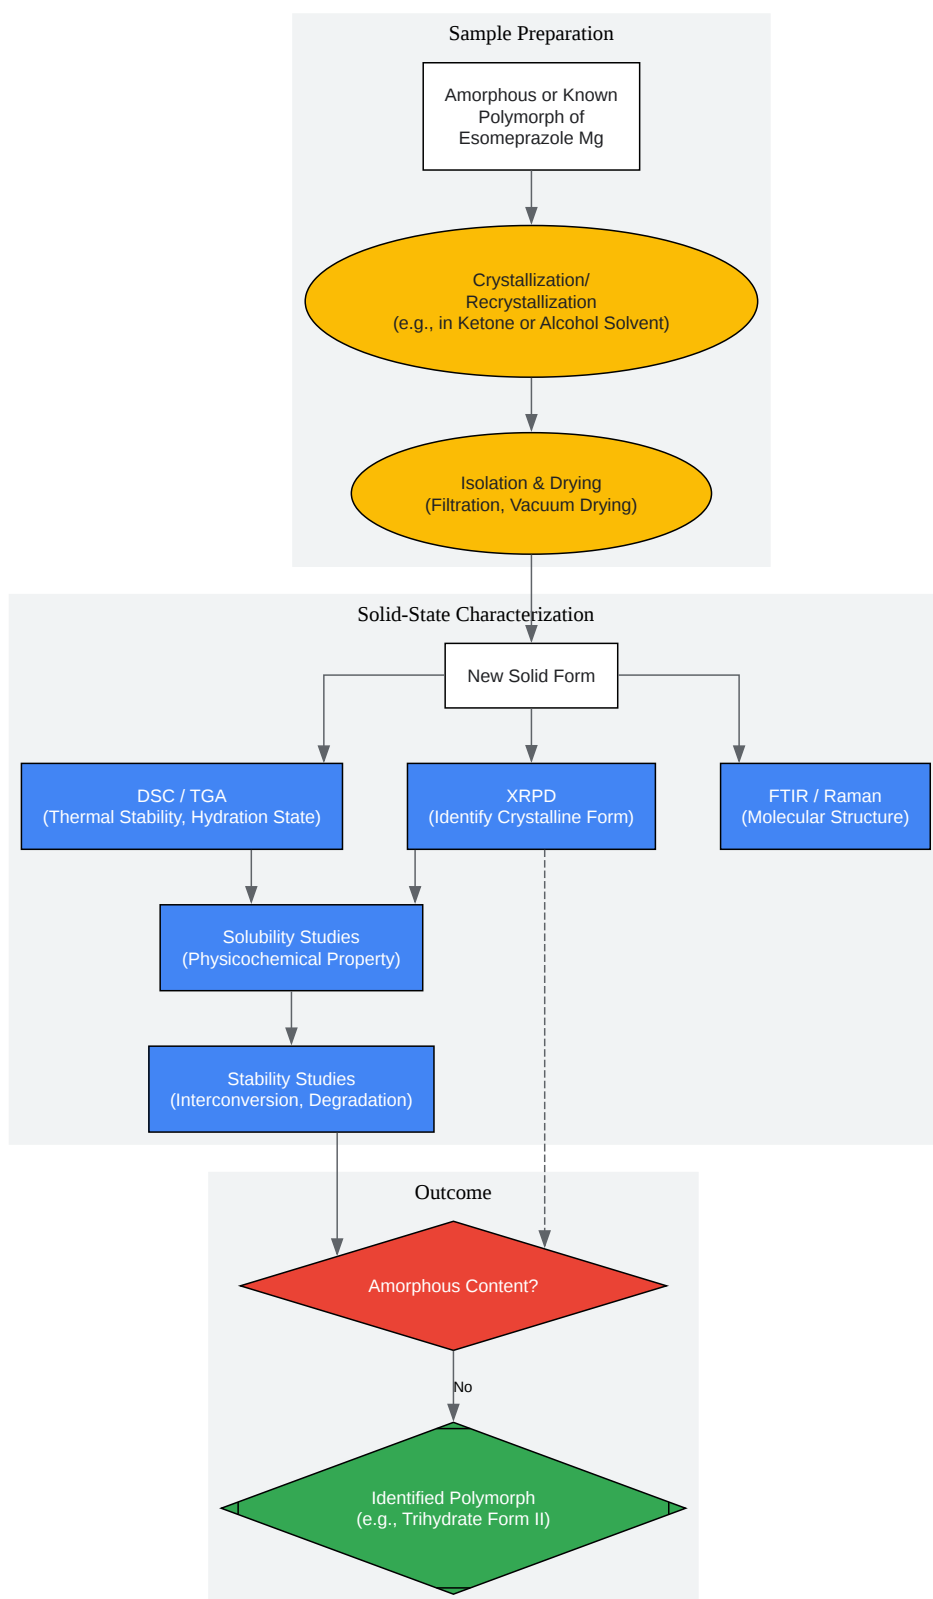 Sample Preparation
Amorphous or Known
Polymorph of
Esomeprazole Mg
Crystallization/
Recrystallization
(e.g., in Ketone or Alcohol Solvent)
Isolation & Drying
(Filtration, Vacuum Drying)
Solid-State Characterization
New Solid Form
DSC / TGA
(Thermal Stability, Hydration State)
XRPD
(Identify Crystalline Form)
FTIR / Raman
(Molecular Structure)
Solubility Studies
(Physicochemical Property)
Stability Studies
(Interconversion, Degradation)
Outcome
Amorphous Content?
No
Identified Polymorph
(e.g., Trihydrate Form II)